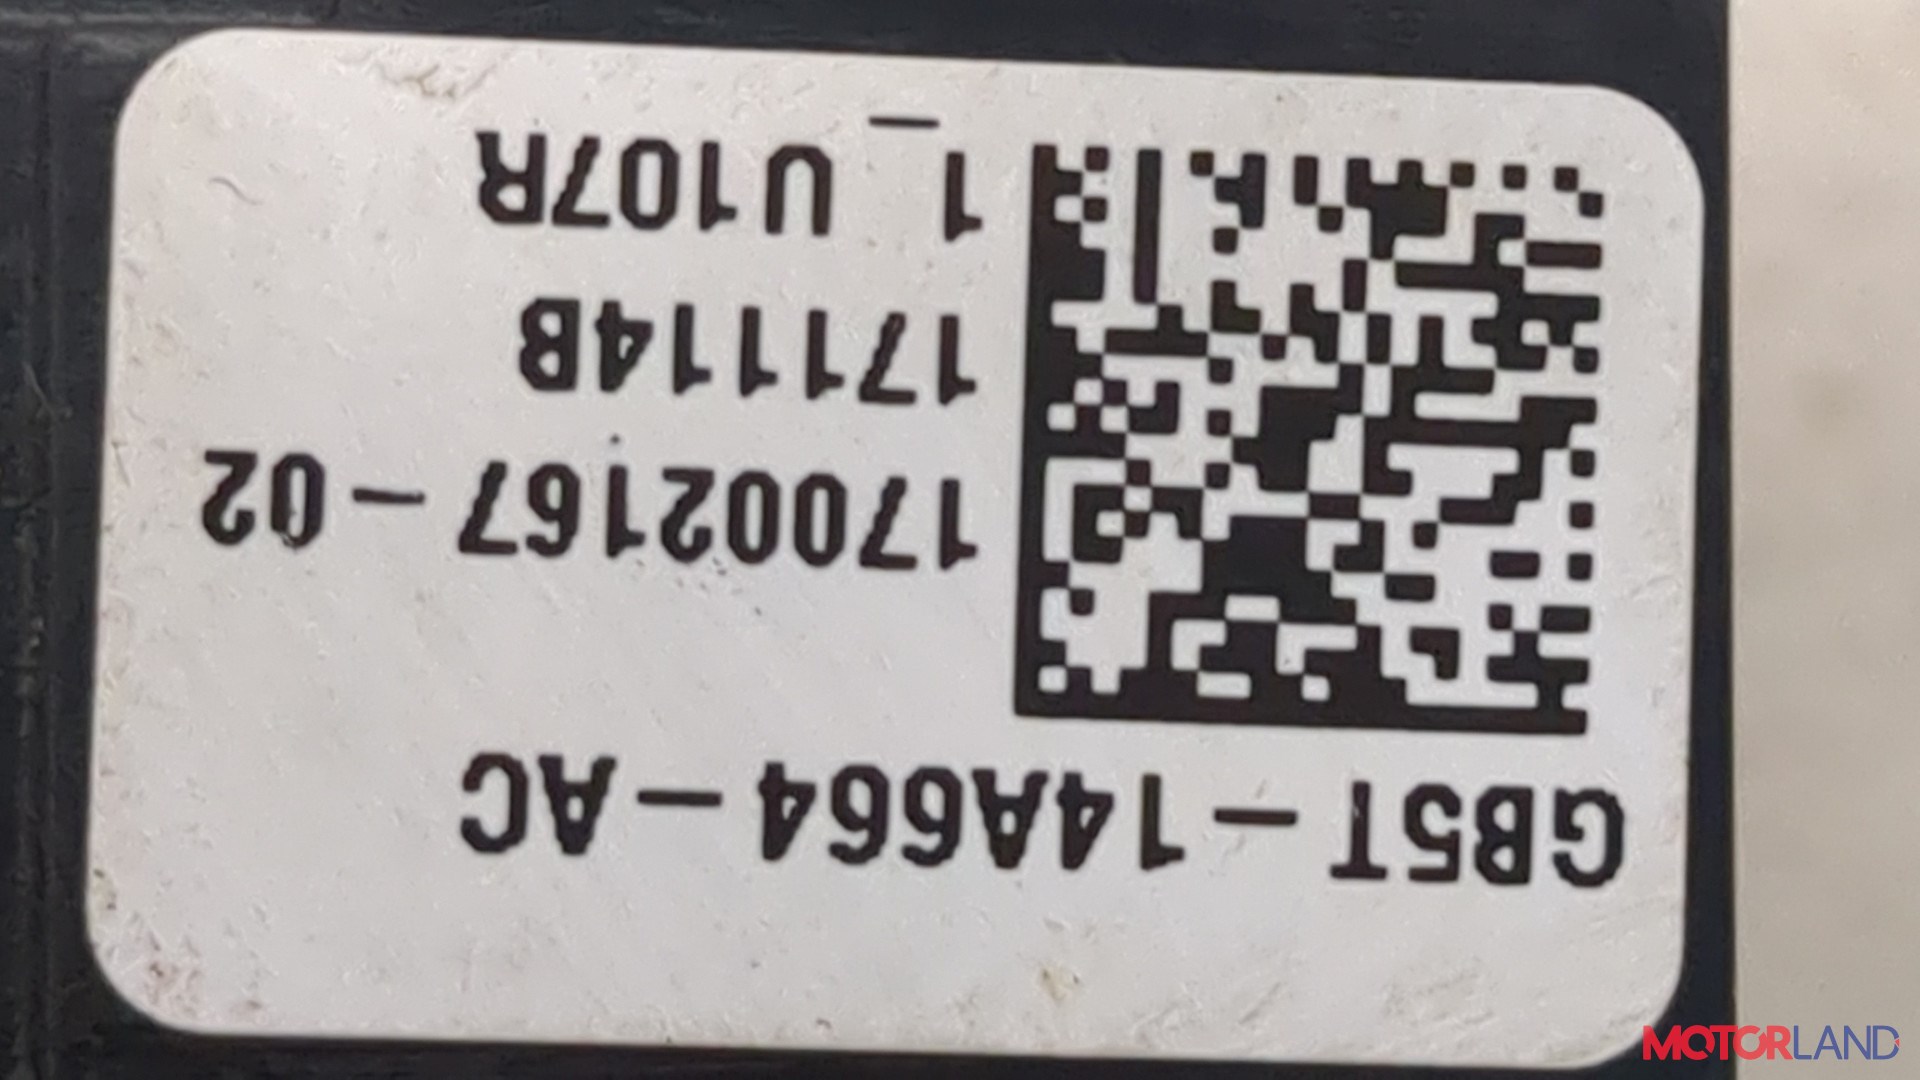 GB5T-14A664-AC
17002167-02
171114B
1_U107R
MOTORLAND